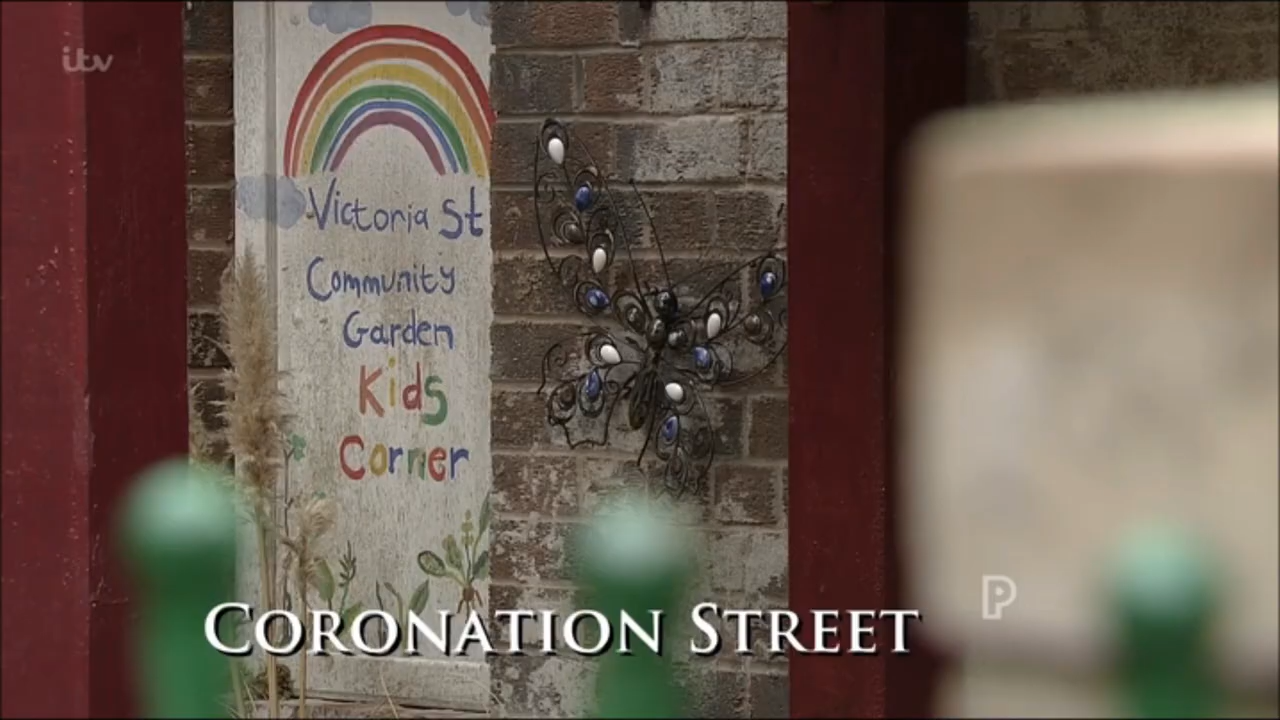 itv
Victoria St
Community
Garden
Kids
Corner
CORONATION STREET
P